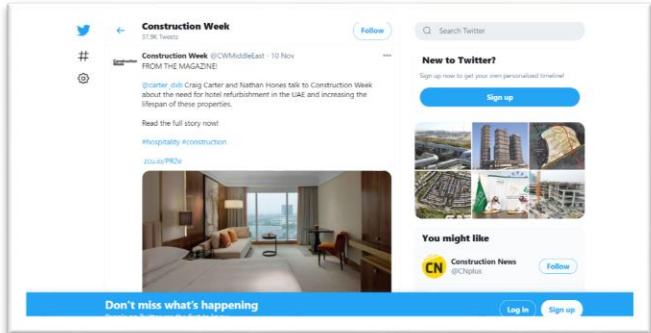 Construction Week
37.9K Tweets
Follow
Search Twitter
Construction Week @CWMiddleEast · 10 Nov
FROM THE MAGAZINE!
@carter_dxb Craig Carter and Nathan Hones talk to Construction Week
about the need for hotel refurbishment in the UAE and increasing the
lifespan of these properties.
Read the full story now!
#hospitality #construction
New to Twitter?
Sign up now to get your own personalised timeline!
Sign up
You might like
CN
Construction News
@CNplus
Follow
Don't miss what's happening
Log in
Sign up